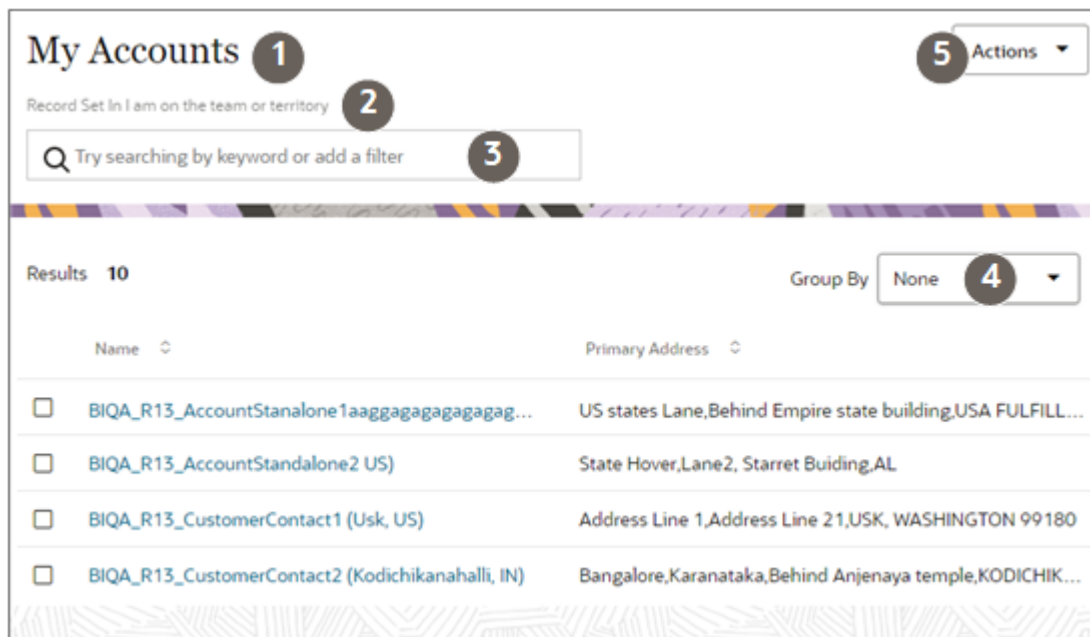 My Accounts 1
5 Actions
Record Set In I am on the team or territory 2
Try searching by keyword or add a filter 3
Results 10
Group By None 4
Name Primary Address
BIQA_R13_AccountStanalone1aaggagagagagagag... US states Lane,Behind Empire state building,USA FULFILL...
BIQA_R13_AccountStandalone2 US) State Hover,Lane2, Starret Buiding,AL
BIQA_R13_CustomerContact1 (Usk, US) Address Line 1,Address Line 21,USK, WASHINGTON 99180
BIQA_R13_CustomerContact2 (Kodichikanahalli, IN) Bangalore,Karanataka,Behind Anjenaya temple,KODICHIK...